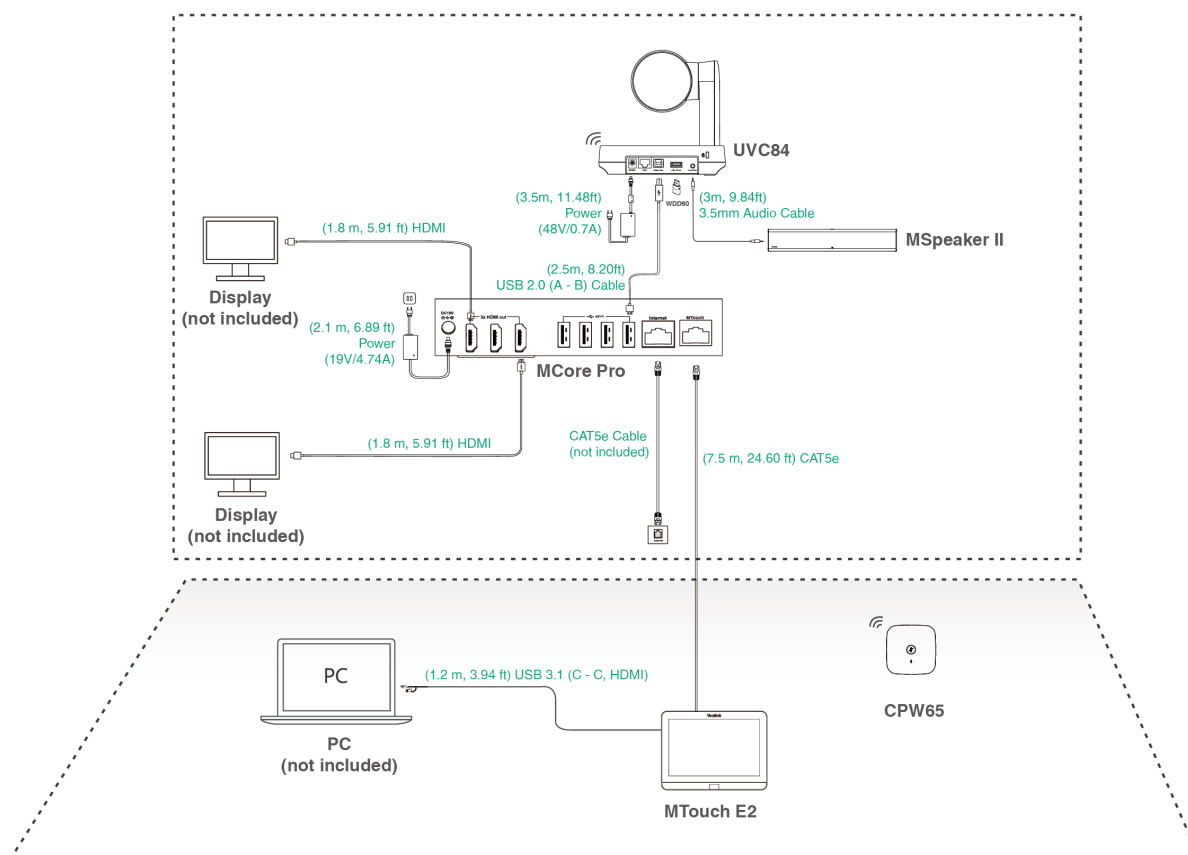 UVC84
(3.5m, 11.48ft)
Power
(48V/0.7A)
WDD60
(3m, 9.84ft)
3.5mm Audio Cable
MSpeaker II
(1.8 m, 5.91 ft) HDMI
Display
(not included)
(2.5m, 8.20ft)
USB 2.0 (A - B) Cable
(2.1 m, 6.89 ft)
Power
(19V/4.74A)
DC19V
3x HDMI out
Internet
MTouch
MCore Pro
(1.8 m, 5.91 ft) HDMI
CAT5e Cable
(not included)
(7.5 m, 24.60 ft) CAT5e
Display
(not included)
PC
(1.2 m, 3.94 ft) USB 3.1 (C - C, HDMI)
PC
(not included)
Yealink
MTouch E2
CPW65